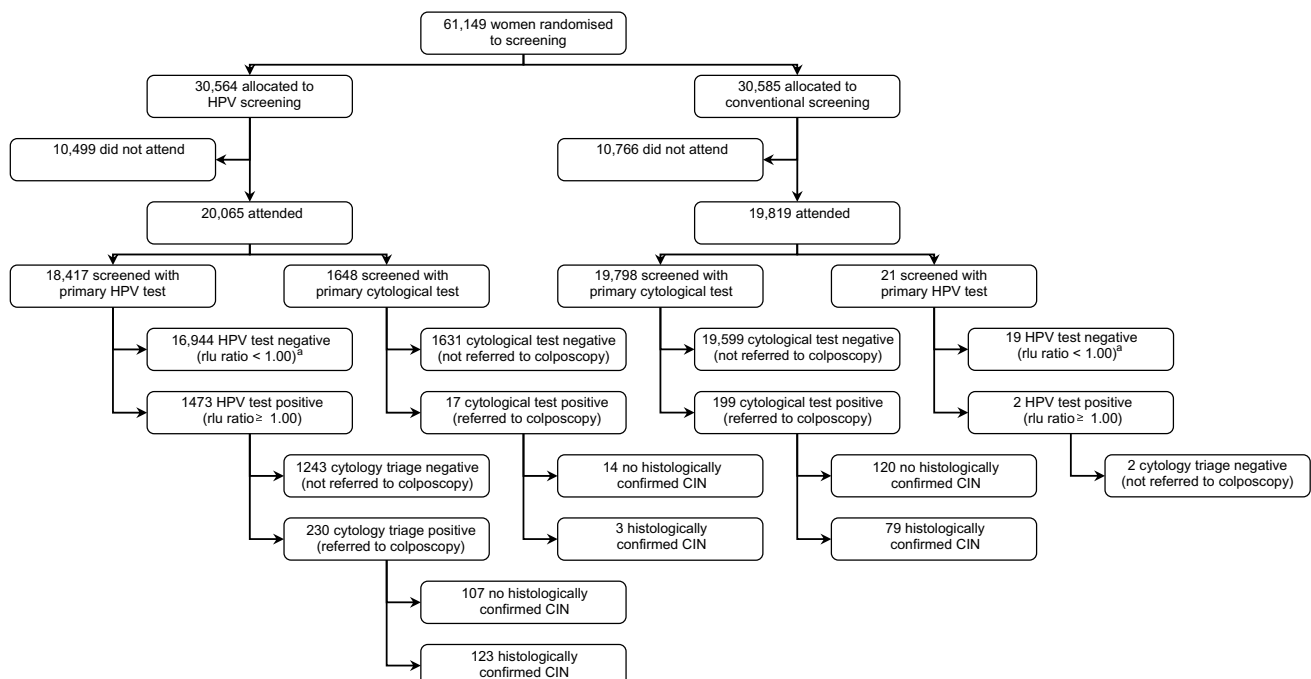 61,149 women randomised
to screening
30,564 allocated to
HPV screening
30,585 allocated to
conventional screening
10,499 did not attend
10,766 did not attend
20,065 attended
19,819 attended
18,417 screened with
primary HPV test
1648 screened with
primary cytological test
19,798 screened with
primary cytological test
21 screened with
primary HPV test
16,944 HPV test negative
(rlu ratio < 1.00)a
1631 cytological test negative
(not referred to colposcopy)
19,599 cytological test negative
(not referred to colposcopy)
19 HPV test negative
(rlu ratio < 1.00)a
1473 HPV test positive
(rlu ratio ≥ 1.00)
17 cytological test positive
(referred to colposcopy)
199 cytological test positive
(referred to colposcopy)
2 HPV test positive
(rlu ratio ≥ 1.00)
1243 cytology triage negative
(not referred to colposcopy)
14 no histologically
confirmed CIN
120 no histologically
confirmed CIN
2 cytology triage negative
(not referred to colposcopy)
230 cytology triage positive
(referred to colposcopy)
3 histologically
confirmed CIN
79 histologically
confirmed CIN
107 no histologically
confirmed CIN
123 histologically
confirmed CIN